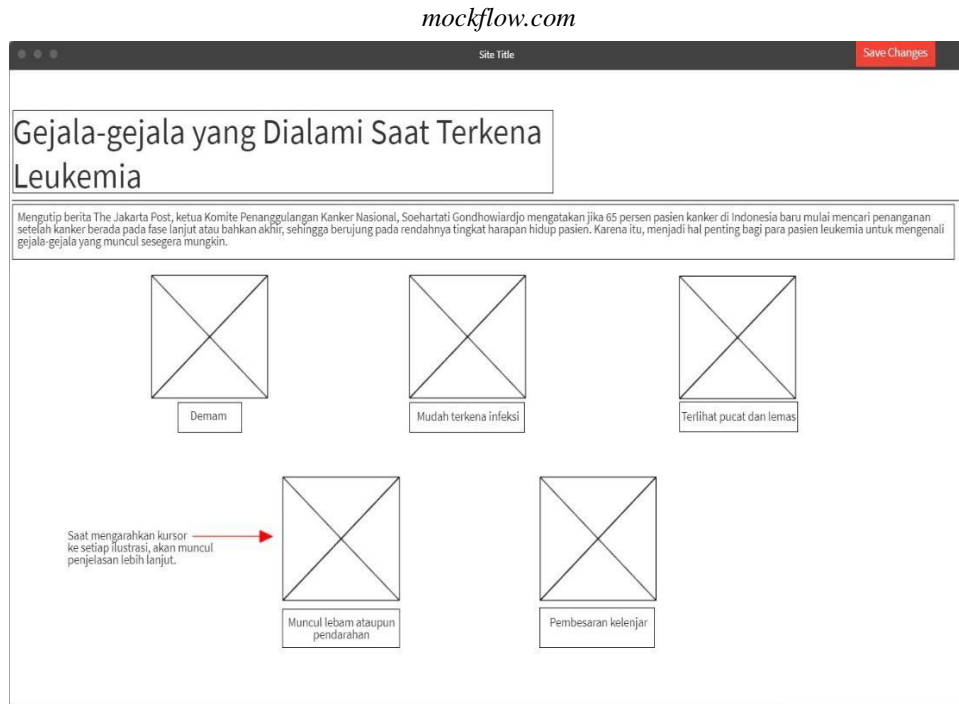 mockflow.com
Site Title
Save Changes
Gejala-gejala yang Dialami Saat Terkena
Leukemia
Mengutip berita The Jakarta Post, ketua Komite Penanggulangan Kanker Nasional, Soehartati Gondhowiardjo mengatakan jika 65 persen pasien kanker di Indonesia baru mulai mencari penanganan
setelah kanker berada pada fase lanjut atau bahkan akhir, sehingga berujung pada rendahnya tingkat harapan hidup pasien. Karena itu, menjadi hal penting bagi para pasien leukemia untuk mengenali
gejala-gejala yang muncul sesegera mungkin.
Demam
Mudah terkena infeksi
Terlihat pucat dan lemas
Saat mengarahkan kursor
ke setiap ilustrasi, akan muncul
penjelasan lebih lanjut.
Muncul lebam ataupun
pendarahan
Pembesaran kelenjar